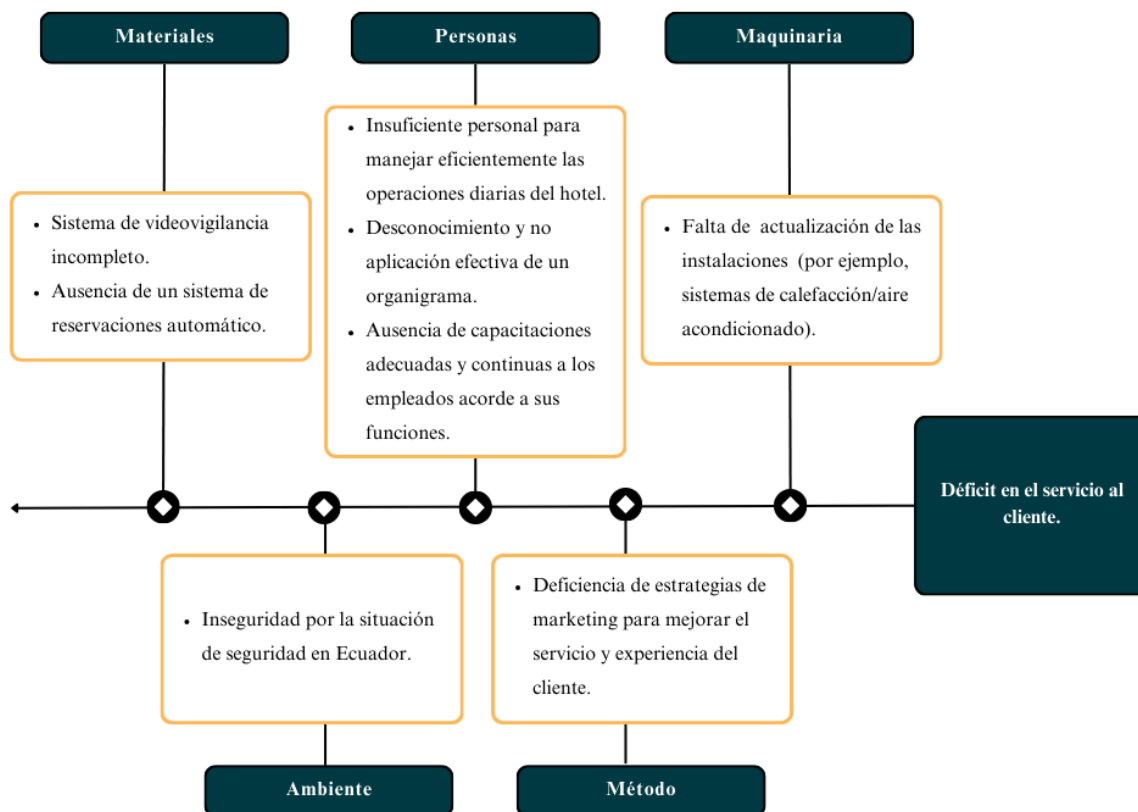 Materiales
Personas
Maquinaria
• Sistema de videovigilancia
incompleto.
• Ausencia de un sistema de
reservaciones automático.
• Insuficiente personal para
manejar eficientemente las
operaciones diarias del hotel.
• Desconocimiento y no
aplicación efectiva de un
organigrama.
• Ausencia de capacitaciones
adecuadas y continuas a los
empleados acorde a sus
funciones.
• Falta de actualización de las
instalaciones (por ejemplo,
sistemas de calefacción/aire
acondicionado).
Déficit en el servicio al
cliente.
• Inseguridad por la situación
de seguridad en Ecuador.
• Deficiencia de estrategias de
marketing para mejorar el
servicio y experiencia del
cliente.
Ambiente
Método